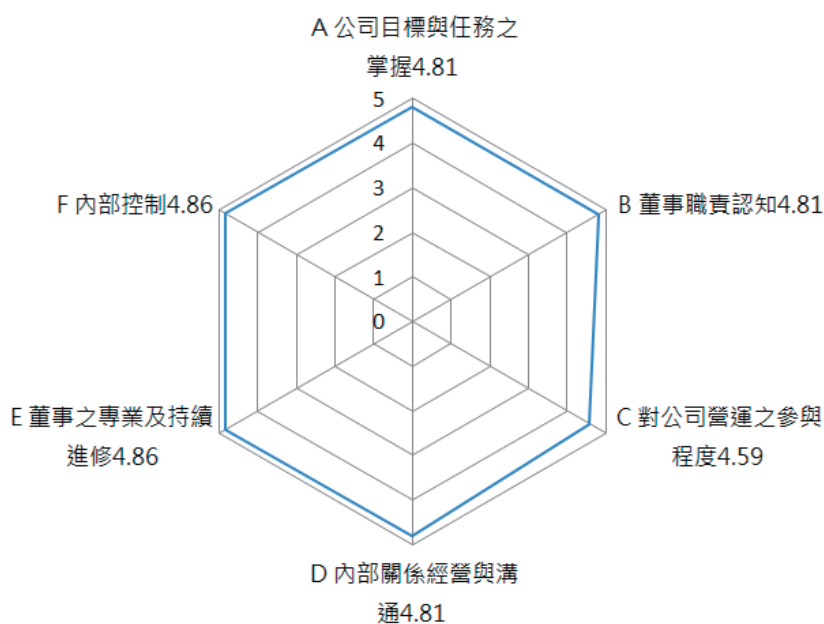 A 公司目標與任務之
掌握4.81
5
4
3
2
1
0
B 董事職責認知4.81
C 對公司營運之參與
程度4.59
D 內部關係經營與溝
通4.81
E 董事之專業及持續
進修4.86
F 內部控制4.86